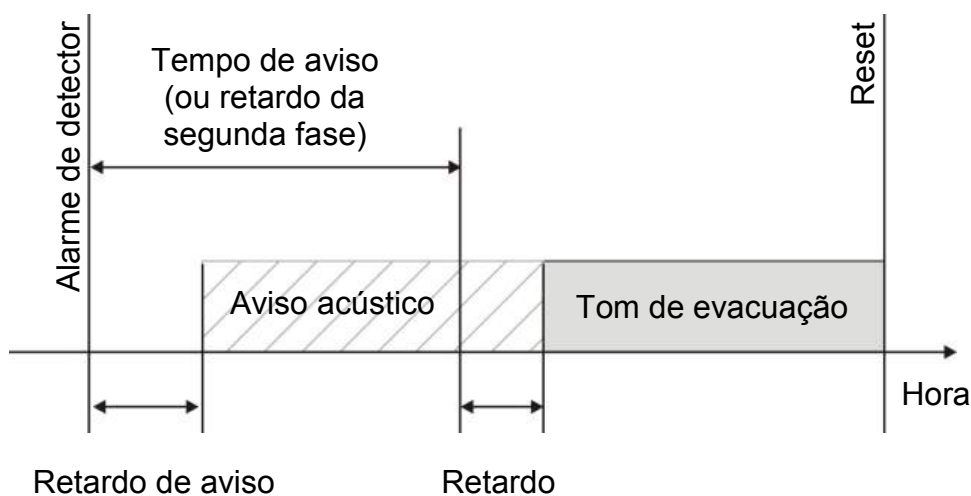 Alarme de detector
Tempo de aviso
(ou retardo da
segunda fase)
Reset
Aviso acústico
Tom de evacuação
Hora
Retardo de aviso
Retardo